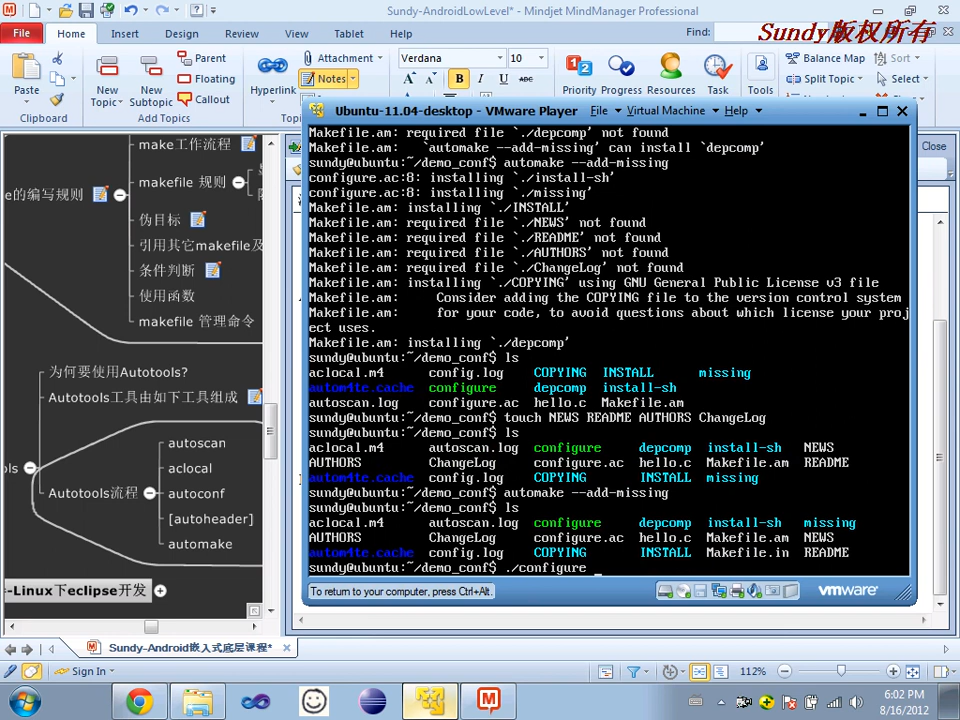 Sundy-AndroidLowLevel* - Mindjet MindManager Professional
Sundy版权所有
File
Home
Insert
Design
Review
View
Tablet
Help
Find:
Paste
Clipboard
New Topic
New Subtopic
Parent
Floating
Callout
Add Topics
Hyperlink
Attachment
Notes
Verdana
10
B
I
U
ABC
Priority
Progress
Resources
Task
Tools
Balance Map
Split Topic
Sort
Select
Close
Ubuntu-11.04-desktop - VMware Player
File
Virtual Machine
Help
Makefile.am: required file `./depcomp' not found
Makefile.am:   `automake --add-missing' can install `depcomp'
sundy@ubuntu:~/demo_conf$ automake --add-missing
configure.ac:8: installing `./install-sh'
configure.ac:8: installing `./missing'
Makefile.am: installing `./INSTALL'
Makefile.am: required file `./NEWS' not found
Makefile.am: required file `./README' not found
Makefile.am: required file `./AUTHORS' not found
Makefile.am: required file `./ChangeLog' not found
Makefile.am: installing `./COPYING' using GNU General Public License v3 file
Makefile.am:     Consider adding the COPYING file to the version control system
Makefile.am:     for your code, to avoid questions about which license your proj
ect uses.
Makefile.am: installing `./depcomp'
sundy@ubuntu:~/demo_conf$ ls
aclocal.m4 config.log COPYING INSTALL missing
autom4te.cache configure depcomp install-sh
autoscan.log configure.ac hello.c Makefile.am
sundy@ubuntu:~/demo_conf$ touch NEWS README AUTHORS ChangeLog
sundy@ubuntu:~/demo_conf$ ls
aclocal.m4 autoscan.log configure depcomp install-sh NEWS
AUTHORS ChangeLog configure.ac hello.c Makefile.am README
autom4te.cache config.log COPYING INSTALL missing
sundy@ubuntu:~/demo_conf$ automake --add-missing
sundy@ubuntu:~/demo_conf$ ls
aclocal.m4 autoscan.log configure depcomp install-sh missing
AUTHORS ChangeLog configure.ac hello.c Makefile.am NEWS
autom4te.cache config.log COPYING INSTALL Makefile.in README
sundy@ubuntu:~/demo_conf$ ./configure _
To return to your computer, press Ctrl+Alt.
vmware
make工作流程
e的编写规则
makefile 规则
伪目标
引用其它makefile及
条件判断
使用函数
makefile 管理命令
为何要使用Autotools?
Autotools工具由如下工具组成
ols
Autotools流程
autoscan
aclocal
autoconf
[autoheader]
automake
-Linux下eclipse开发
Sundy-Android嵌入式底层课程*
Sign In
112%
6:02 PM
8/16/2012